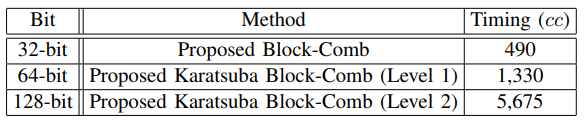 Bit Method Timing (cc)
32-bit Proposed Block-Comb 490
64-bit Proposed Karatsuba Block-Comb (Level 1) 1,330
128-bit Proposed Karatsuba Block-Comb (Level 2) 5,675